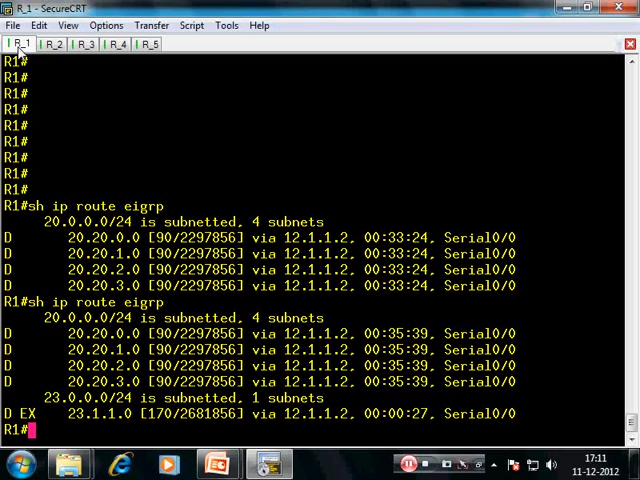 R_1 - SecureCRT
File Edit View Options Transfer Script Tools Help
R_1 R_2 R_3 R_4 R_5
R1#
R1#
R1#
R1#
R1#
R1#
R1#
R1#
R1#
R1#sh ip route eigrp
20.0.0.0/24 is subnetted, 4 subnets
D 20.20.0.0 [90/2297856] via 12.1.1.2, 00:33:24, Serial0/0
D 20.20.1.0 [90/2297856] via 12.1.1.2, 00:33:24, Serial0/0
D 20.20.2.0 [90/2297856] via 12.1.1.2, 00:33:24, Serial0/0
D 20.20.3.0 [90/2297856] via 12.1.1.2, 00:33:24, Serial0/0
R1#sh ip route eigrp
20.0.0.0/24 is subnetted, 4 subnets
D 20.20.0.0 [90/2297856] via 12.1.1.2, 00:35:39, Serial0/0
D 20.20.1.0 [90/2297856] via 12.1.1.2, 00:35:39, Serial0/0
D 20.20.2.0 [90/2297856] via 12.1.1.2, 00:35:39, Serial0/0
D 20.20.3.0 [90/2297856] via 12.1.1.2, 00:35:39, Serial0/0
23.0.0.0/24 is subnetted, 1 subnets
D EX 23.1.1.0 [170/2681856] via 12.1.1.2, 00:00:27, Serial0/0
R1#
17:11
11-12-2012